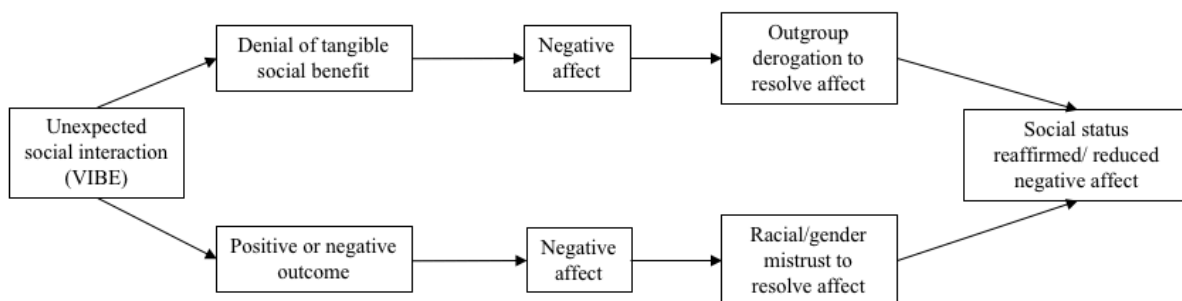 Unexpected
social interaction
(VIBE)
Denial of tangible
social benefit
Negative
affect
Outgroup
derogation to
resolve affect
Positive or negative
outcome
Negative
affect
Racial/gender
mistrust to
resolve affect
Social status
reaffirmed/ reduced
negative affect